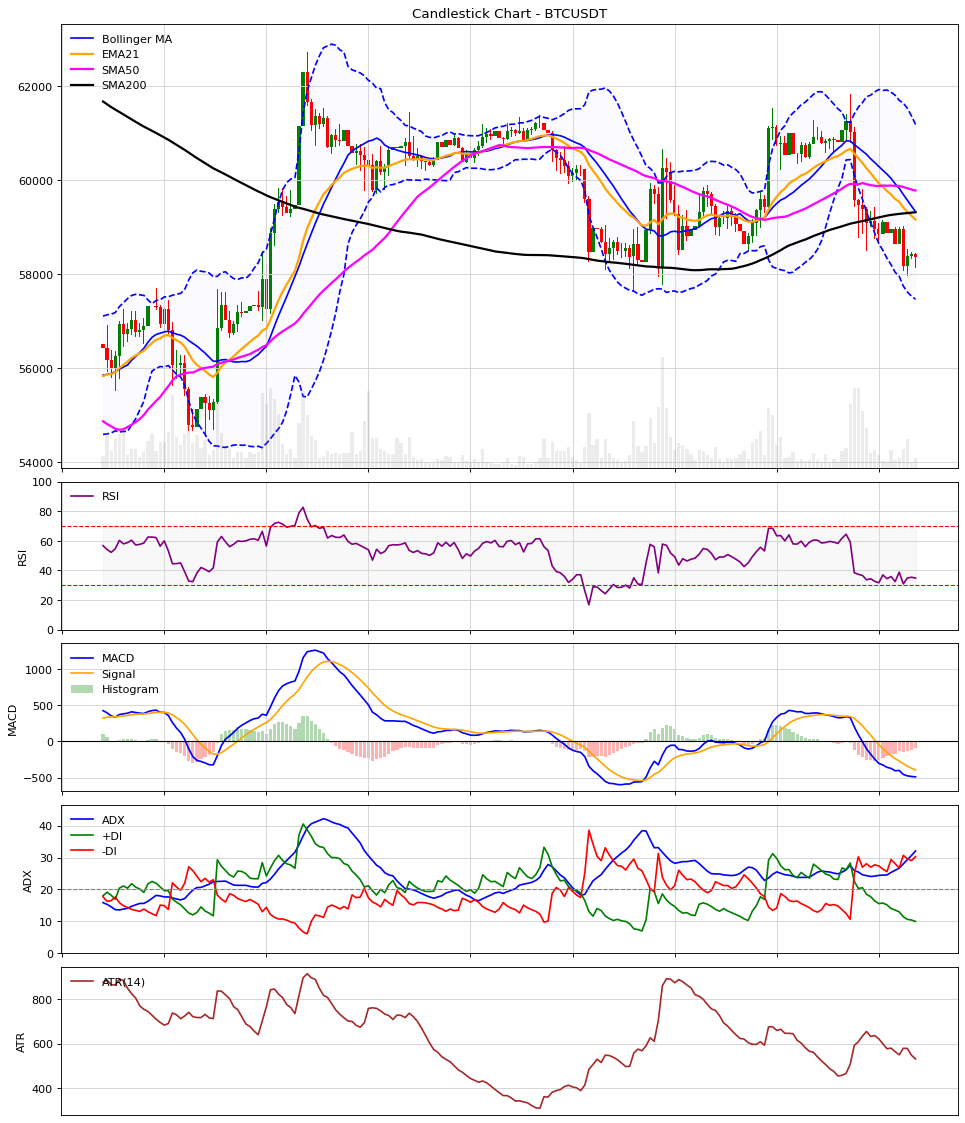 Candlestick Chart - BTCUSDT
Bollinger MA
EMA21
SMA50
SMA200
62000
60000
58000
56000
54000
RSI
100
80
60
40
20
0
RSI
MACD
Signal
Histogram
1000
500
0
−500
MACD
ADX
+DI
-DI
40
30
20
10
0
ADX
ATR(14)
800
600
400
ATR